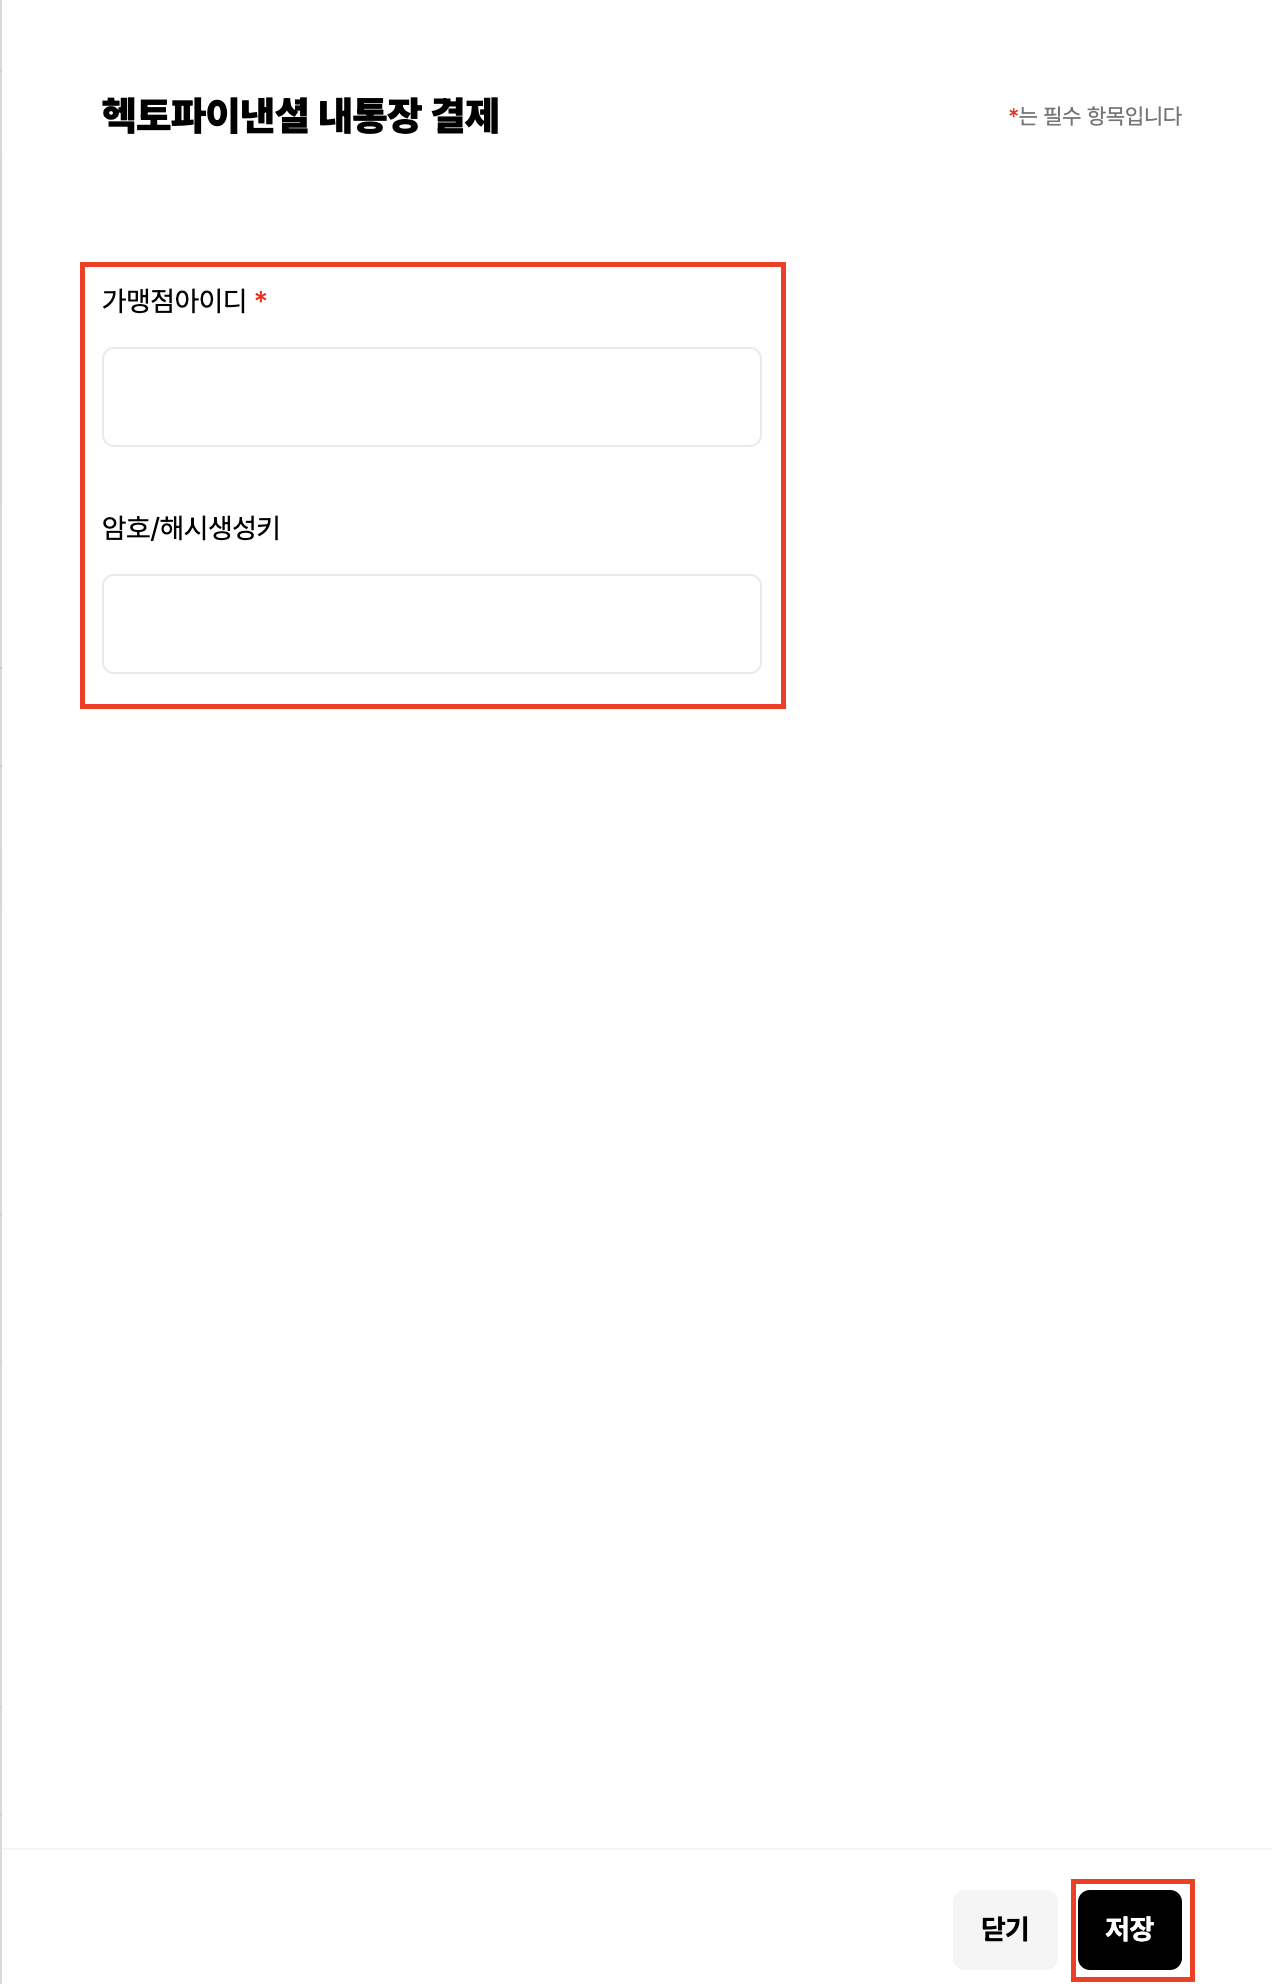 헥토파이낸셜 내통장 결제
*는 필수 항목입니다
가맹점아이디 *
암호/해시생성키
닫기
저장